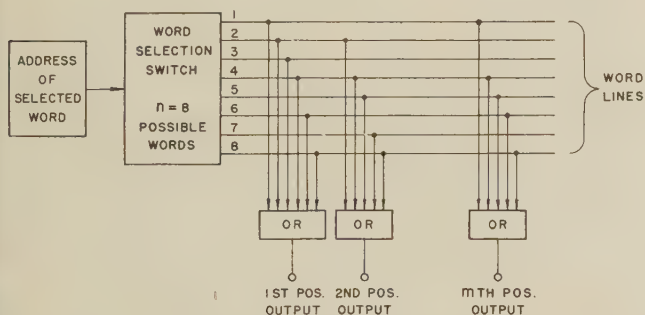 ADDRESS
OF
SELECTED
WORD
WORD
SELECTION
SWITCH
n = 8
POSSIBLE
WORDS
1
2
3
4
5
6
7
8
WORD
LINES
OR
OR
OR
1ST POS.
OUTPUT
2ND POS.
OUTPUT
mTH POS.
OUTPUT